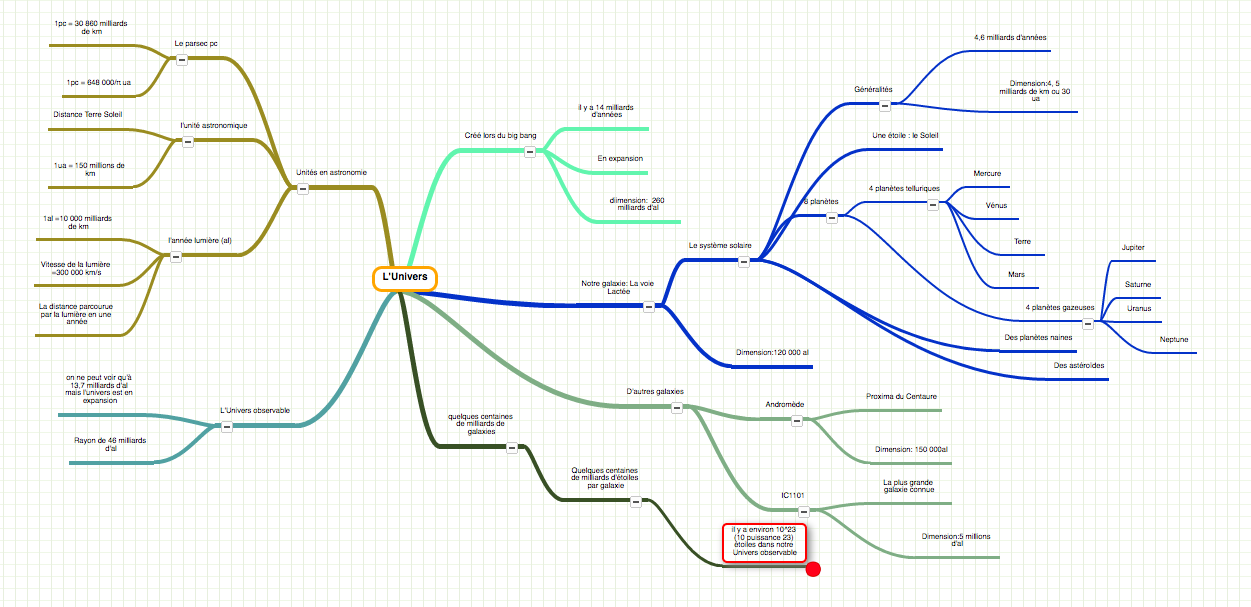 L'Univers
Unités en astronomie
Le parsec pc
1pc = 30 860 milliards
de km
1pc = 648 000/π ua
l'unité astronomique
Distance Terre Soleil
1ua = 150 millions de
km
l'année lumière (al)
1al =10 000 milliards
de km
Vitesse de la lumière
=300 000 km/s
La distance parcourue
par la lumière en une
année
L'Univers observable
on ne peut voir qu'à
13,7 milliards d'al
mais l'univers est en
expansion
Rayon de 46 milliards
d'al
Créé lors du big bang
il y a 14 milliards
d'années
En expansion
dimension: 260
milliards d'al
Notre galaxie: La voie
Lactée
Le système solaire
Généralités
4,6 milliards d'années
Dimension:4, 5
milliards de km ou 30
ua
Une étoile : le Soleil
8 planètes
4 planètes telluriques
Mercure
Vénus
Terre
Mars
4 planètes gazeuses
Jupiter
Saturne
Uranus
Neptune
Des planètes naines
Des astéroïdes
Dimension:120 000 al
D'autres galaxies
Andromède
Proxima du Centaure
Dimension: 150 000al
IC1101
La plus grande
galaxie connue
Dimension:5 millions
d'al
quelques centaines
de milliards de
galaxies
Quelques centaines
de milliards d'étoiles
par galaxie
il y a environ 10^23
(10 puissance 23)
étoiles dans notre
Univers observable